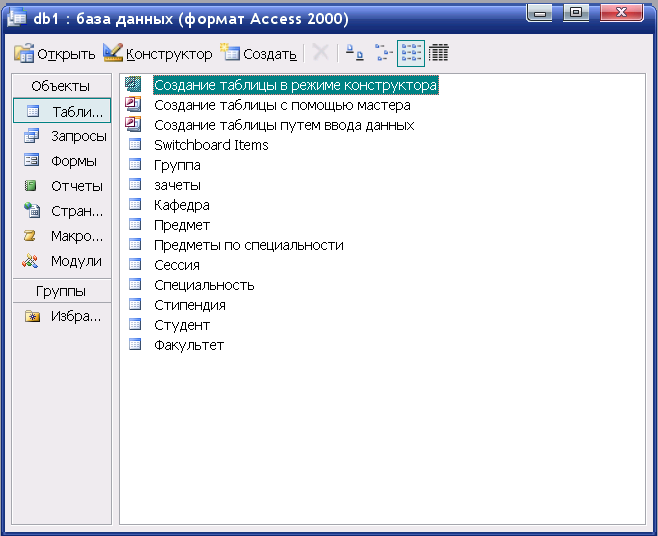 db1 : база данных (формат Access 2000)
Открыть Конструктор Создать
Объекты
Табли...
Запросы
Формы
Отчеты
Стран...
Макро...
Модули
Группы
Избра...
Создание таблицы в режиме конструктора
Создание таблицы с помощью мастера
Создание таблицы путем ввода данных
Switchboard Items
Группа
зачеты
Кафедра
Предмет
Предметы по специальности
Сессия
Специальность
Стипендия
Студент
Факультет